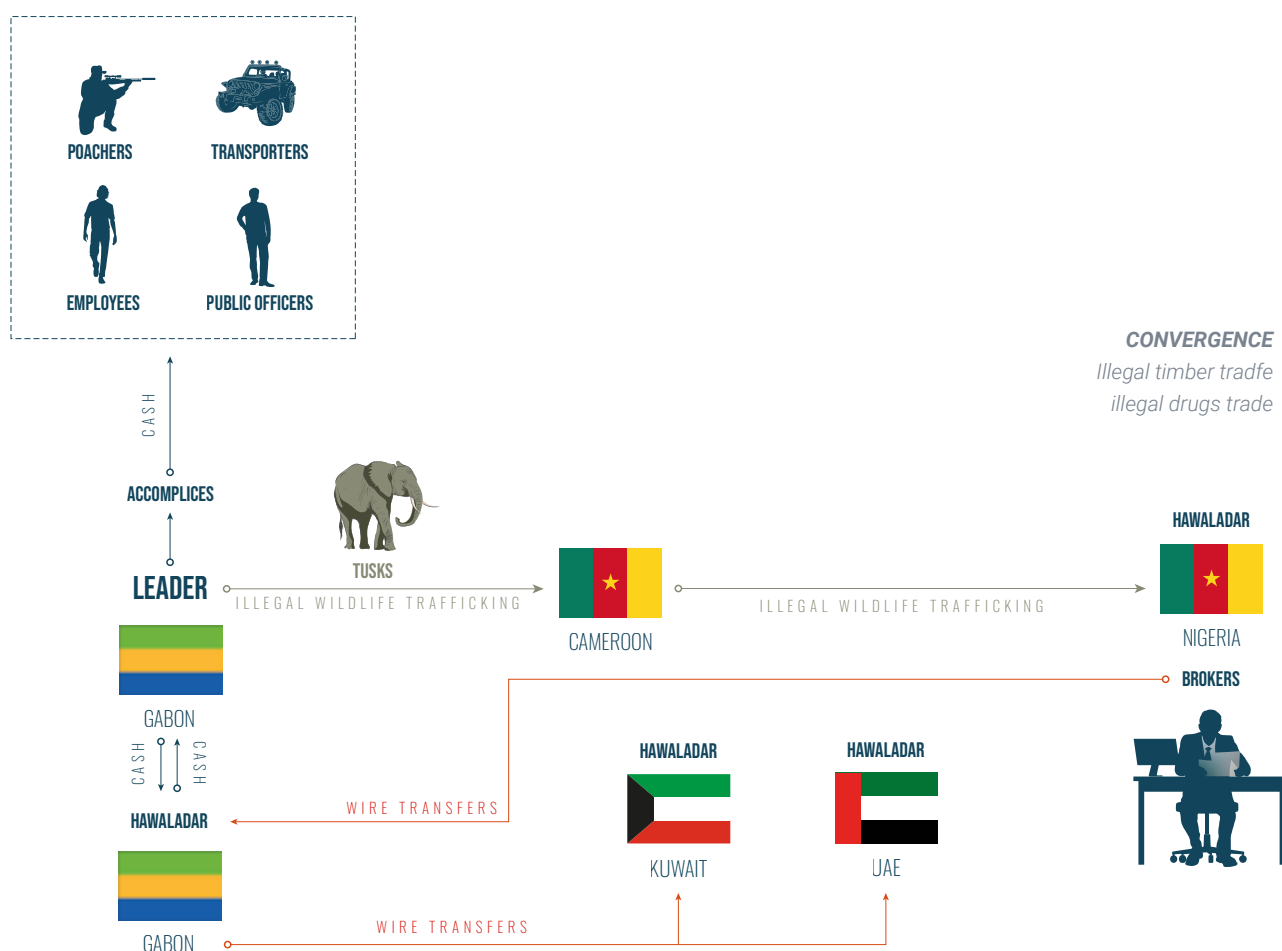 POACHERS
TRANSPORTERS
EMPLOYEES
PUBLIC OFFICERS
CONVERGENCE
Illegal timber tradfe
illegal drugs trade
CASH
ACCOMPLICES
LEADER
TUSKS
ILLEGAL WILDLIFE TRAFFICKING
CAMEROON
ILLEGAL WILDLIFE TRAFFICKING
HAWALADAR
NIGERIA
BROKERS
GABON
CASH
CASH
HAWALADAR
WIRE TRANSFERS
HAWALADAR
KUWAIT
HAWALADAR
UAE
GABON
WIRE TRANSFERS